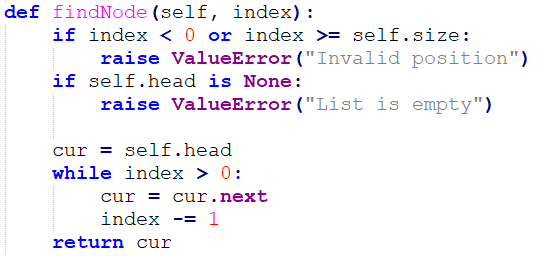 def findNode(self, index):
    if index < 0 or index >= self.size:
        raise ValueError("Invalid position")
    if self.head is None:
        raise ValueError("List is empty")

    cur = self.head
    while index > 0:
        cur = cur.next
        index -= 1
    return cur